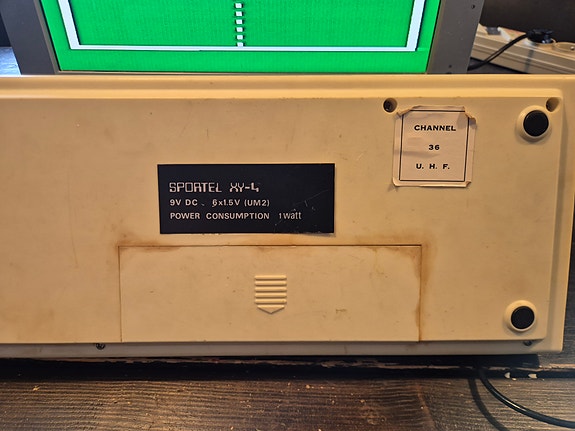 CHANNEL
36
U. H. F.
SPORTEL XY-4
9V DC . 6x1.5V (UM2)
POWER CONSUMPTION 1watt